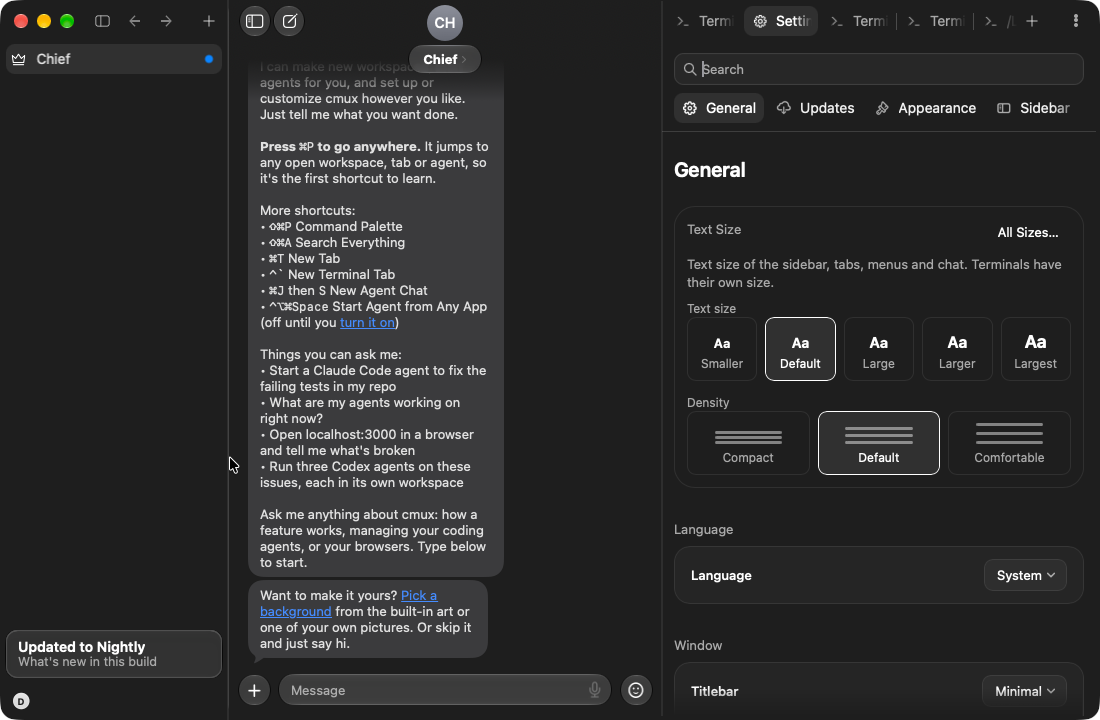 Chief
Updated to Nightly
What's new in this build
D
CH
Chief
agents for you, and set up or
customize cmux however you like.
Just tell me what you want done.
Press ⌘P to go anywhere. It jumps to
any open workspace, tab or agent, so
it's the first shortcut to learn.
More shortcuts:
• ⇧⌘P Command Palette
• ⇧⌘A Search Everything
• ⌘T New Tab
• ^` New Terminal Tab
• ⌘J then S New Agent Chat
• ^⌥⌘Space Start Agent from Any App
(off until you turn it on)
Things you can ask me:
• Start a Claude Code agent to fix the
failing tests in my repo
• What are my agents working on
right now?
• Open localhost:3000 in a browser
and tell me what's broken
• Run three Codex agents on these
issues, each in its own workspace
Ask me anything about cmux: how a
feature works, managing your coding
agents, or your browsers. Type below
to start.
Want to make it yours? Pick a
background from the built-in art or
one of your own pictures. Or skip it
and just say hi.
Message
Search
General Updates Appearance Sidebar
General
Text Size All Sizes...
Text size of the sidebar, tabs, menus and chat. Terminals have
their own size.
Text size
Aa Aa Aa Aa Aa
Smaller Default Large Larger Largest
Density
Compact Default Comfortable
Language
Language System
Window
Titlebar Minimal